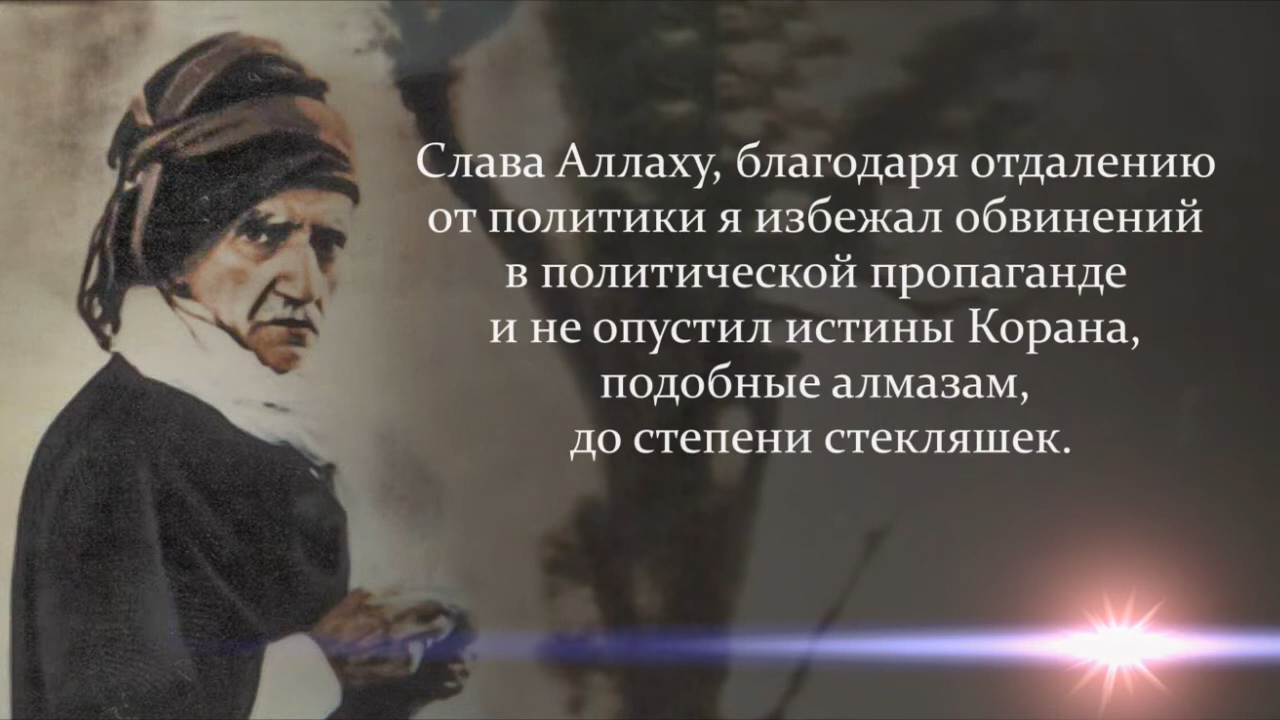 Слава Аллаху, благодаря отдалению
от политики я избежал обвинений
в политической пропаганде
и не опустил истины Корана,
подобные алмазам,
до степени стекляшек.